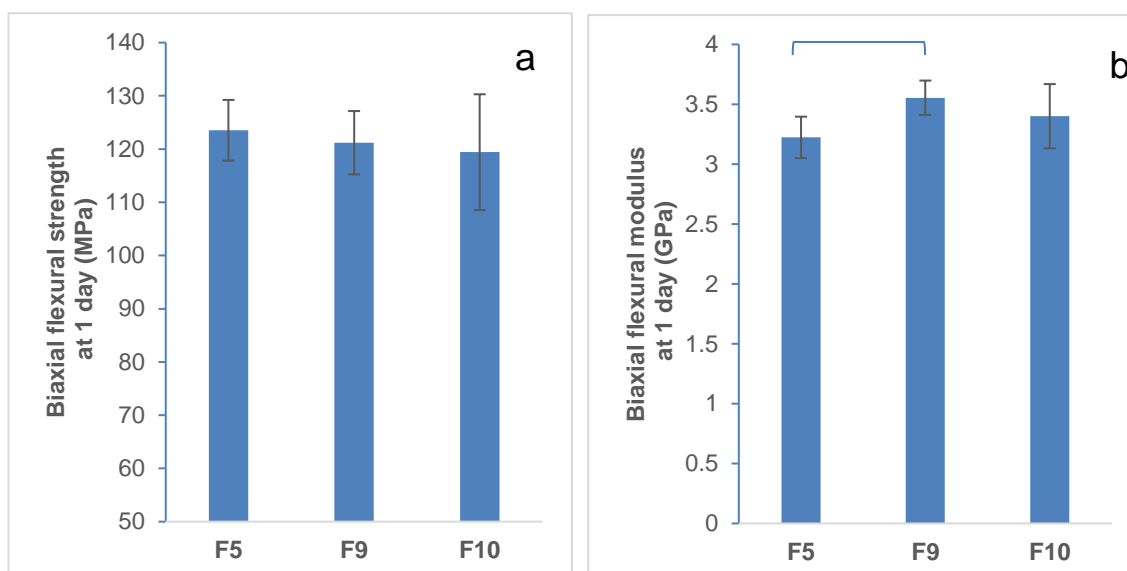 a
Biaxial flexural strength
at 1 day (MPa)
140
130
120
110
100
90
80
70
60
50
F5 F9 F10
b
Biaxial flexural modulus
at 1 day (GPa)
4
3.5
3
2.5
2
1.5
1
0.5
0
F5 F9 F10